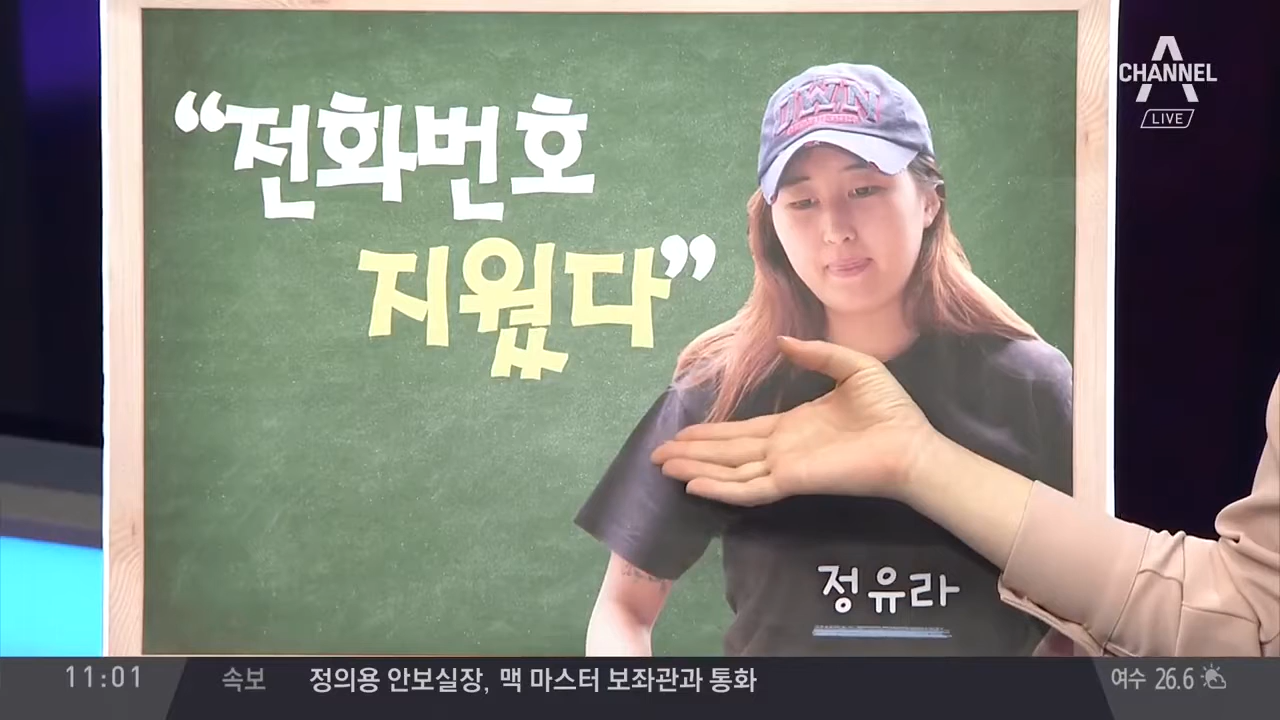 “전화번호
지웠다”
CHANNEL A
LIVE
정유라
11:01 속보 정의용 안보실장, 맥 마스터 보좌관과 통화 여수 26.6